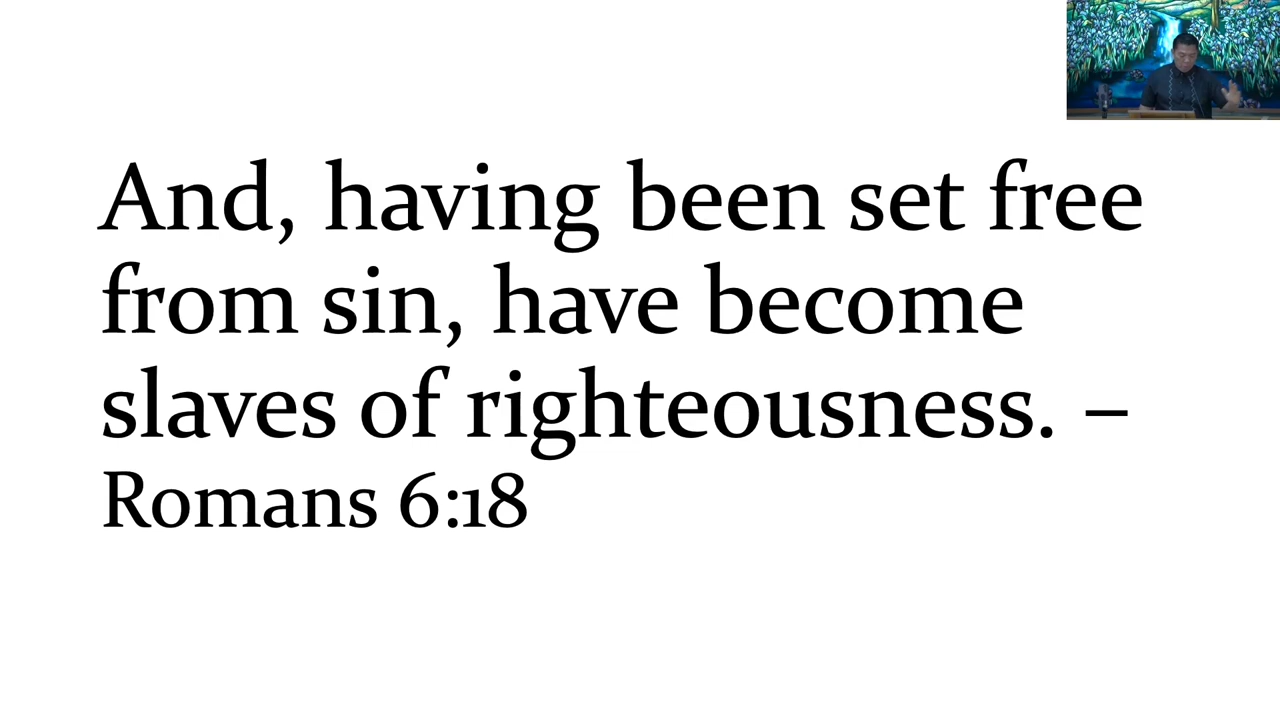 And, having been set free
from sin, have become
slaves of righteousness. –
Romans 6:18